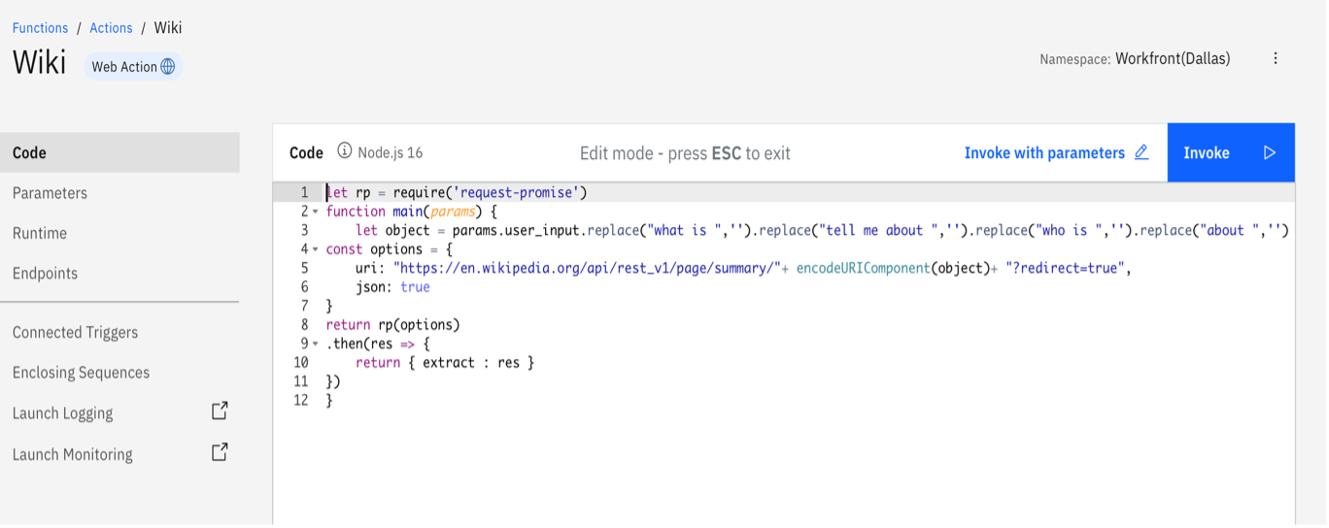 Functions / Actions / Wiki
Wiki
Web Action
Namespace: Workfront(Dallas)
Code
Parameters
Runtime
Endpoints
Connected Triggers
Enclosing Sequences
Launch Logging
Launch Monitoring
Code Node.js 16 Edit mode - press ESC to exit Invoke with parameters Invoke
1 let rp = require('request-promise')
2 function main(params) {
3     let object = params.user_input.replace("what is ",'').replace("tell me about ",'').replace("who is ",'').replace("about ",'')
4 const options = {
5     uri: "https://en.wikipedia.org/api/rest_v1/page/summary/"+ encodeURIComponent(object)+ "?redirect=true",
6     json: true
7 }
8 return rp(options)
9 .then(res => {
10     return { extract : res }
11 })
12 }